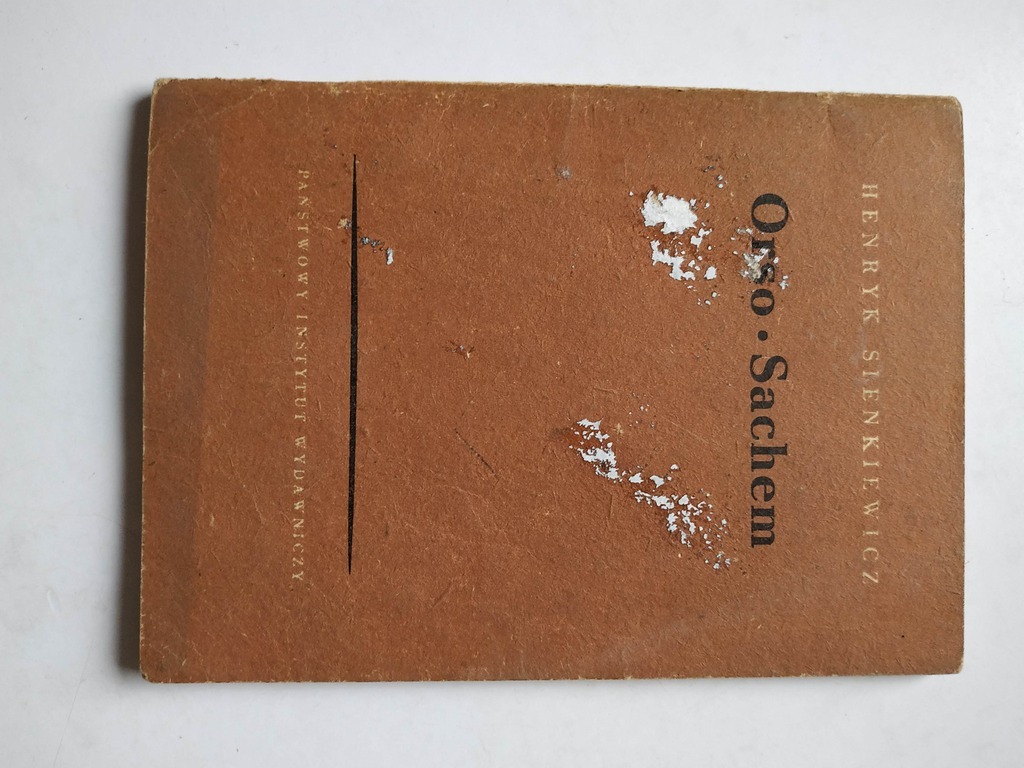 HENRYK SIENKIEWICZ
Orso · Sachem
PAŃSTWOWY INSTYTUT WYDAWNICZY